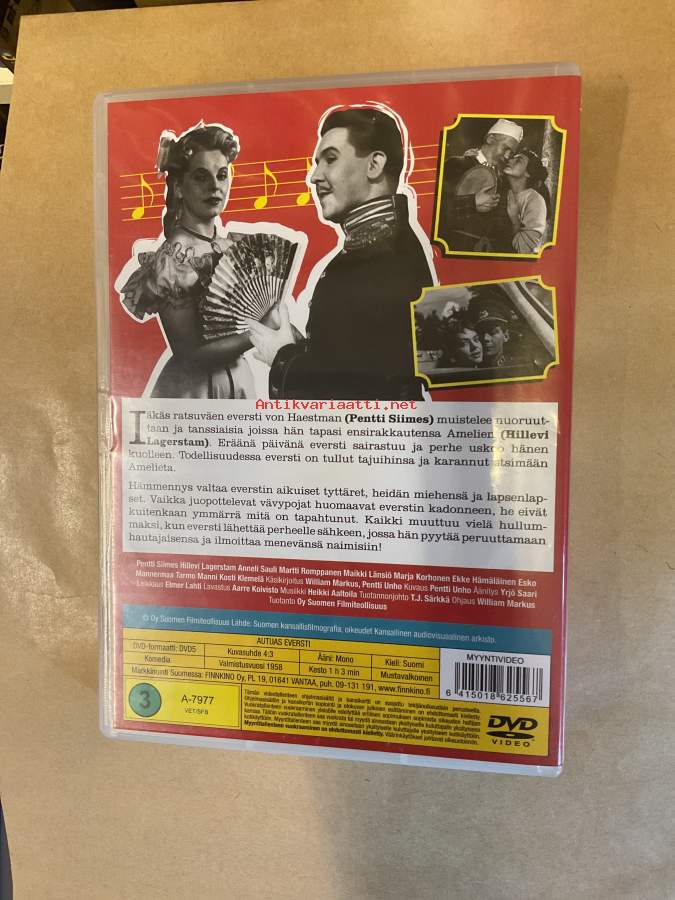 Antikvariaatti.net
Iäkäs ratsuväen eversti von Haestman (Pentti Siimes) muistelee nuoruut-
taan ja tanssiaisia joissa hän tapasi ensirakkautensa Amelien (Hillevi
Lagerstam). Eräänä päivänä eversti sairastuu ja perhe uskoo hänen
kuolleen. Todellisuudessa eversti on tullut tajuihinsa ja karannut etsimään
Amelieta.
Hämmennys valtaa everstin aikuiset tyttäret, heidän miehensä ja lapsenlap-
set. Vaikka juopottelevat vävypojat huomaavat everstin kadonneen, he eivät
kuitenkaan ymmärrä mitä on tapahtunut. Kaikki muuttuu vielä hullum-
maksi, kun eversti lähettää perheelle sähkeen, jossa hän pyytää peruuttamaan
hautajaisensa ja ilmoittaa menevänsä naimisiin!
Pentti Siimes Hillevi Lagerstam Anneli Sauli Martti Romppanen Maikki Länsiö Marja Korhonen Ekke Hämäläinen Esko
Mannermaa Tarmo Manni Kosti Klemelä Käsikirjoitus William Markus, Pentti Unho Kuvaus Pentti Unho Äänitys Yrjö Saari
Leikkaus Elmer Lahti Lavastus Aarre Koivisto Musiikki Heikki Aaltoila Tuotannonjohto T.J. Särkkä Ohjaus William Markus
Tuotanto Oy Suomen Filmiteollisuus
© Oy Suomen Filmiteollisuus Lähde: Suomen kansallisfilmografia, oikeudet Kansallinen audiovisuaalinen arkisto.
AUTUAS EVERSTI
DVD-formaatti: DVD5 Kuvasuhde 4:3 Ääni: Mono Kieli: Suomi
Komedia Valmistusvuosi 1958 Kesto 1 h 3 min Mustavalkoinen
Markkinointi Suomessa: FINNKINO OY, PL 19, 01641 VANTAA, puh. 09-131 191, www.finnkino.fi
MYYNTIVIDEO
6 415018 625567
3
A-7977
VET/SFB
DVD
VIDEO